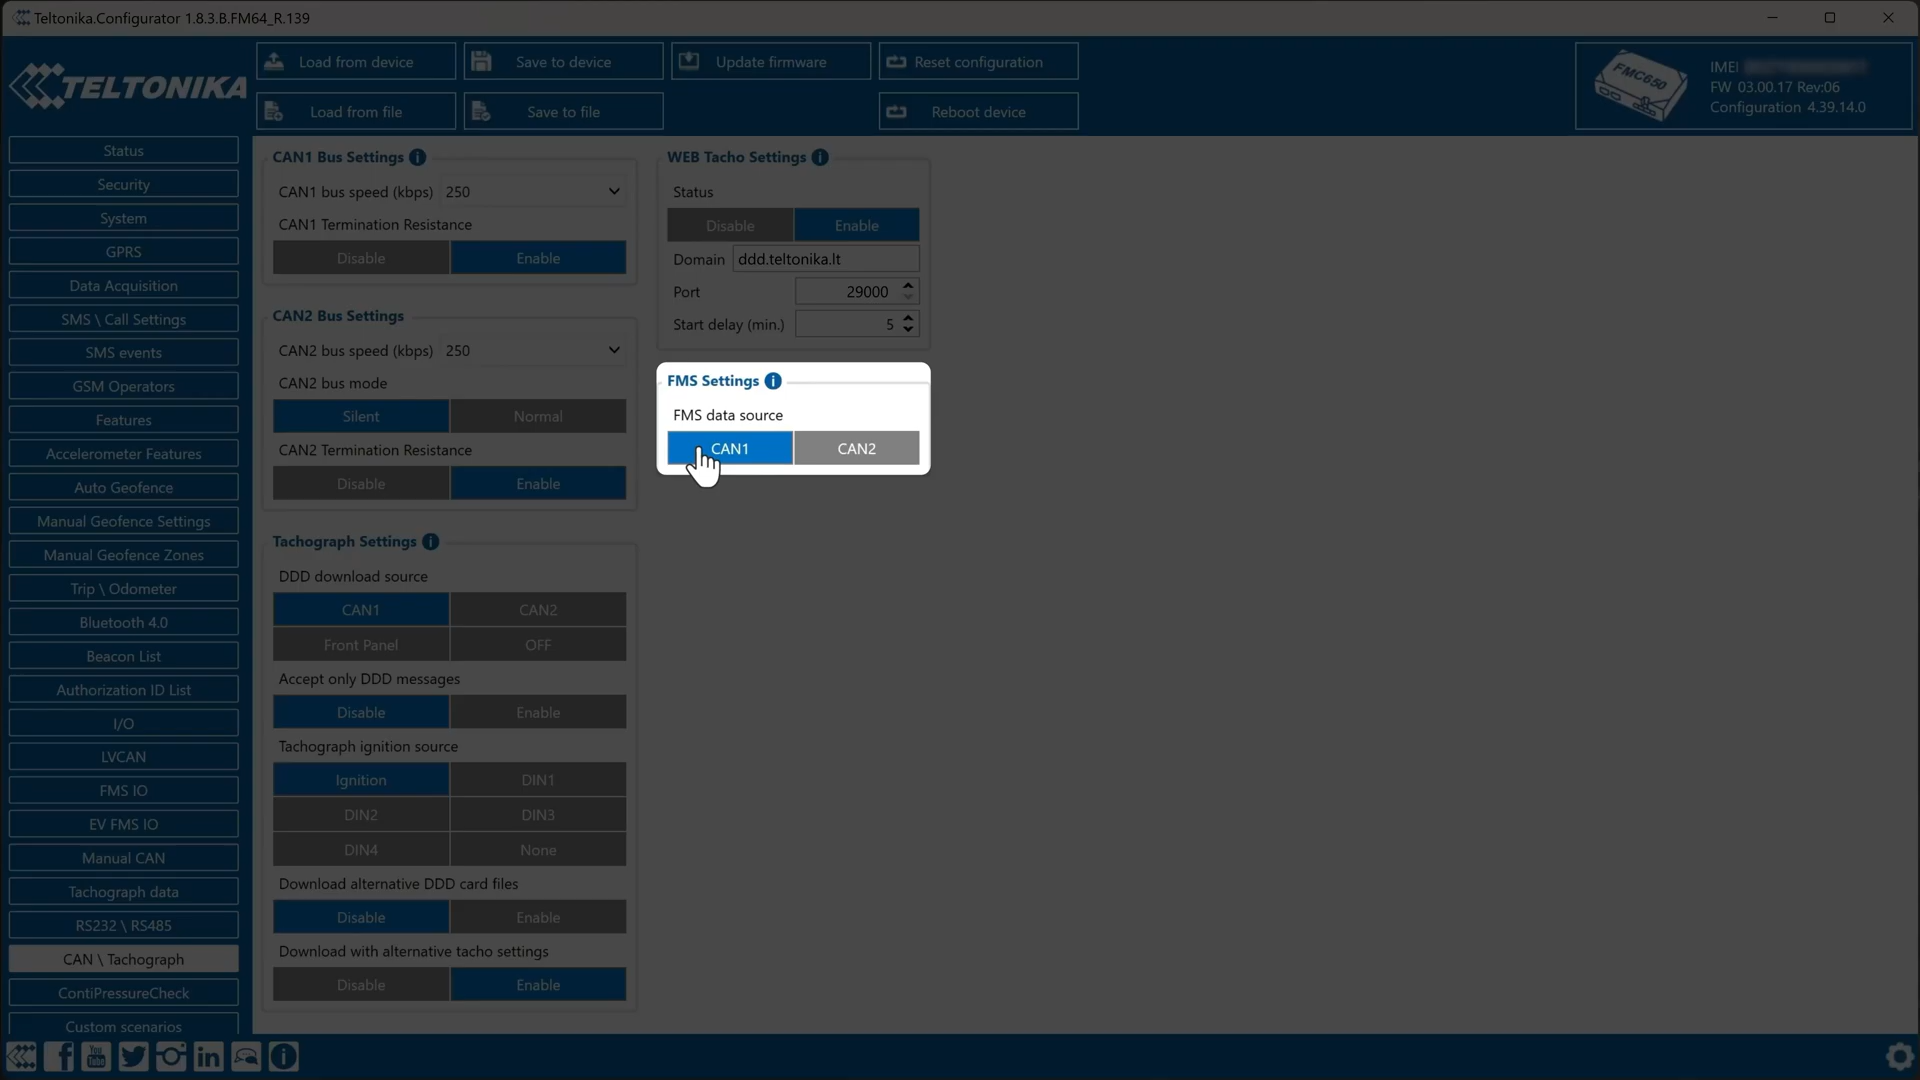 Teltonika.Configurator 1.8.3.B.FM64_R.139
TELTONIKA
Load from device
Save to device
Update firmware
Reset configuration
Load from file
Save to file
Reboot device
FMC650
IMEI
FW 03.00.17 Rev:06
Configuration 4.39.14.0
Status
Security
System
GPRS
Data Acquisition
SMS \ Call Settings
SMS events
GSM Operators
Features
Accelerometer Features
Auto Geofence
Manual Geofence Settings
Manual Geofence Zones
Trip \ Odometer
Bluetooth 4.0
Beacon List
Authorization ID List
I/O
LVCAN
FMS IO
EV FMS IO
Manual CAN
Tachograph data
RS232 \ RS485
CAN \ Tachograph
ContiPressureCheck
Custom scenarios
CAN1 Bus Settings
CAN1 bus speed (kbps) 250
CAN1 Termination Resistance
Disable Enable
CAN2 Bus Settings
CAN2 bus speed (kbps) 250
CAN2 bus mode
Silent Normal
CAN2 Termination Resistance
Disable Enable
Tachograph Settings
DDD download source
CAN1 CAN2
Front Panel OFF
Accept only DDD messages
Disable Enable
Tachograph ignition source
Ignition DIN1
DIN2 DIN3
DIN4 None
Download alternative DDD card files
Disable Enable
Download with alternative tacho settings
Disable Enable
WEB Tacho Settings
Status
Disable Enable
Domain ddd.teltonika.lt
Port 29000
Start delay (min.) 5
FMS Settings
FMS data source
CAN1 CAN2
You Tube